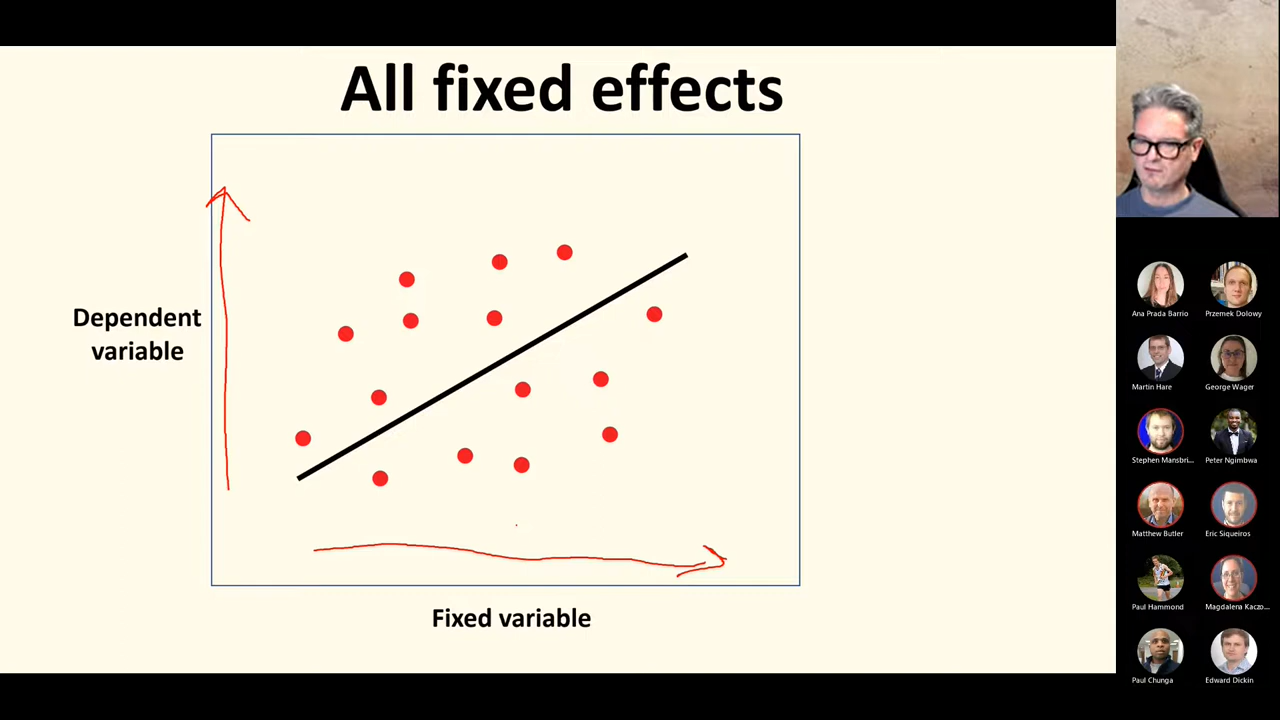 All fixed effects
Dependent
variable
Fixed variable
Ana Prada Barrio
Przemek Dolowy
Martin Hare
George Wager
Stephen Mansbri...
Peter Ngimbwa
Matthew Butler
Eric Siqueiros
Paul Hammond
Magdalena Kaczo...
Paul Chunga
Edward Dickin